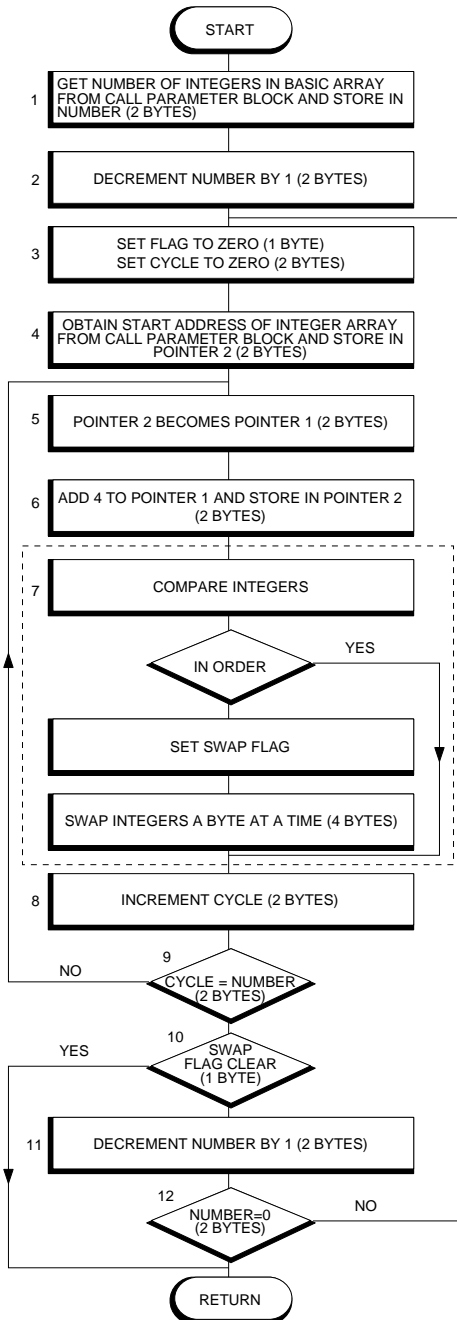 START
1
GET NUMBER OF INTEGERS IN BASIC ARRAY
FROM CALL PARAMETER BLOCK AND STORE IN
NUMBER (2 BYTES)
2
DECREMENT NUMBER BY 1 (2 BYTES)
3
SET FLAG TO ZERO (1 BYTE)
SET CYCLE TO ZERO (2 BYTES)
4
OBTAIN START ADDRESS OF INTEGER ARRAY
FROM CALL PARAMETER BLOCK AND STORE IN
POINTER 2 (2 BYTES)
5
POINTER 2 BECOMES POINTER 1 (2 BYTES)
6
ADD 4 TO POINTER 1 AND STORE IN POINTER 2
(2 BYTES)
7
COMPARE INTEGERS
IN ORDER
YES
SET SWAP FLAG
SWAP INTEGERS A BYTE AT A TIME (4 BYTES)
8
INCREMENT CYCLE (2 BYTES)
9
NO
CYCLE = NUMBER
(2 BYTES)
10
YES
SWAP
FLAG CLEAR
(1 BYTE)
11
DECREMENT NUMBER BY 1 (2 BYTES)
12
NUMBER=0
(2 BYTES)
NO
RETURN